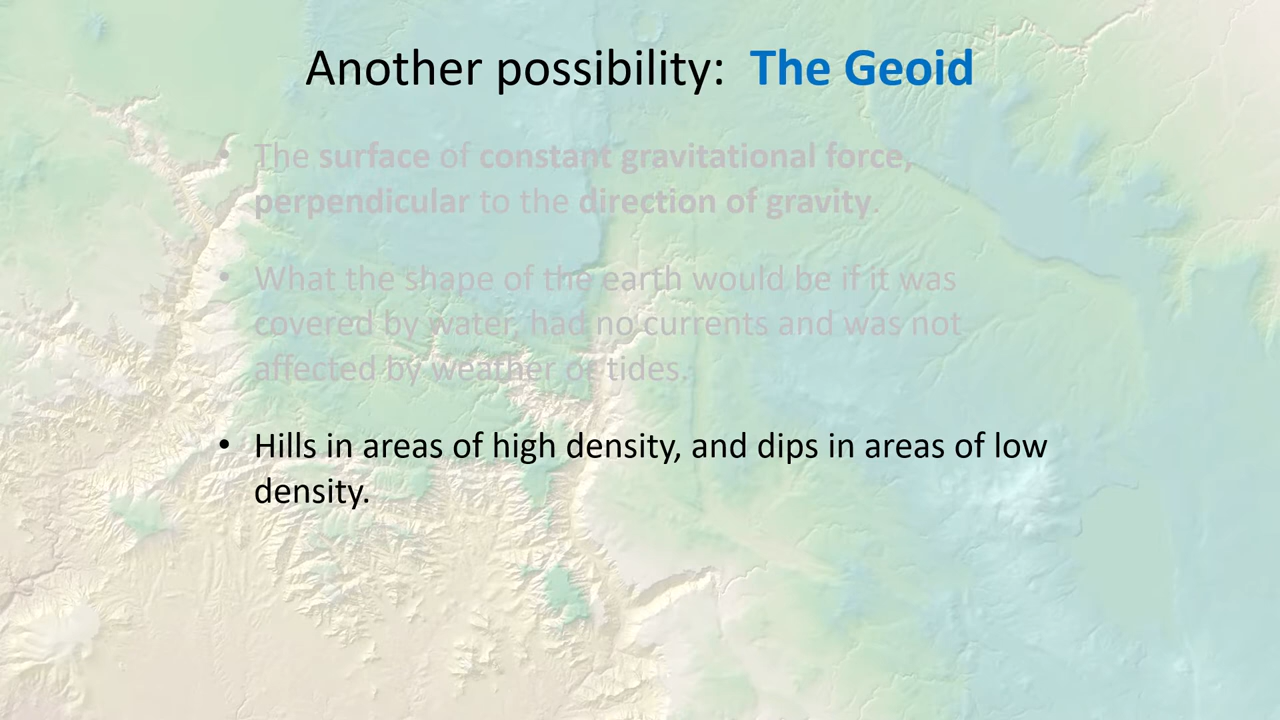 Another possibility: The Geoid
• The surface of constant gravitational force,
perpendicular to the direction of gravity.
• What the shape of the earth would be if it was
covered by water, had no currents and was not
affected by weather or tides.
• Hills in areas of high density, and dips in areas of low
density.